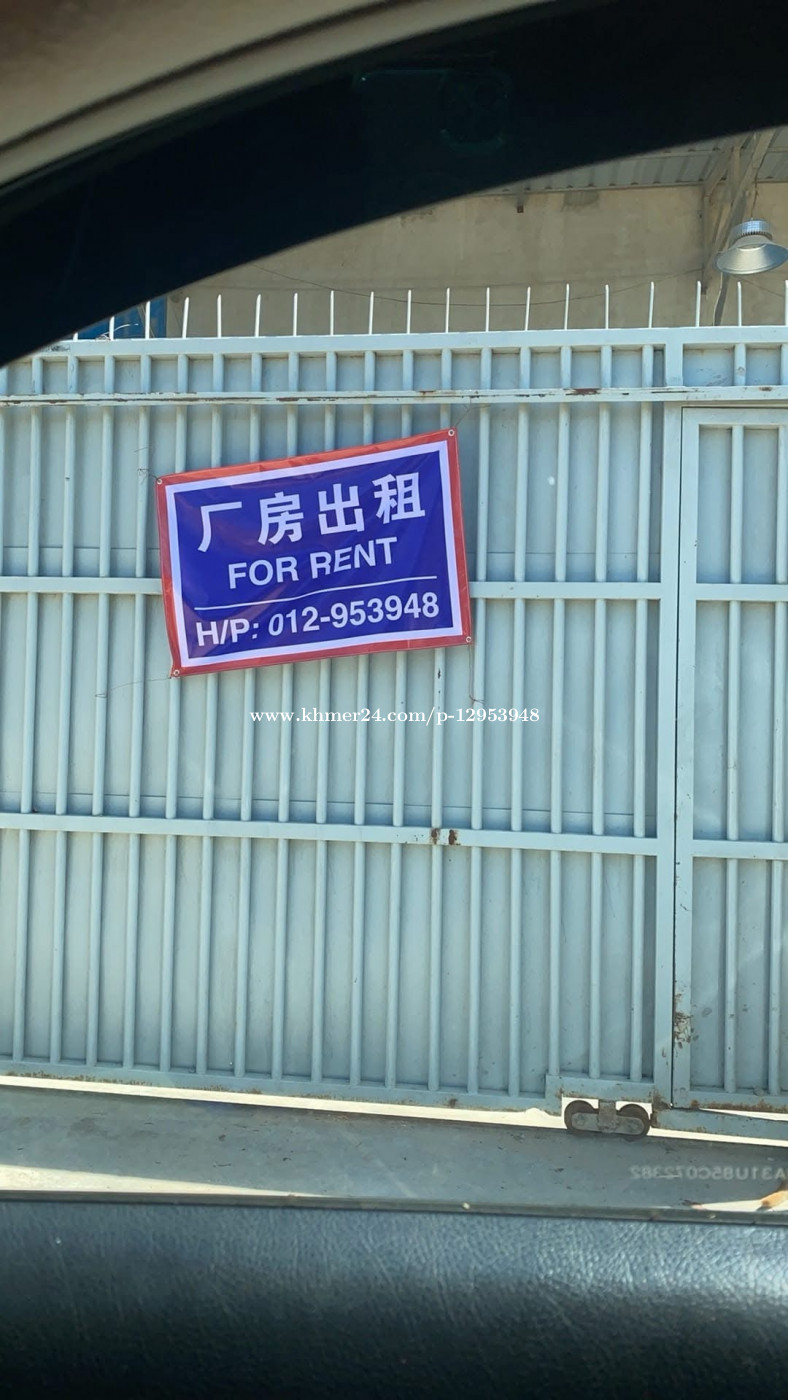 厂房出租
FOR RENT
H/P: 012-953948
www.khmer24.com/p-12953948